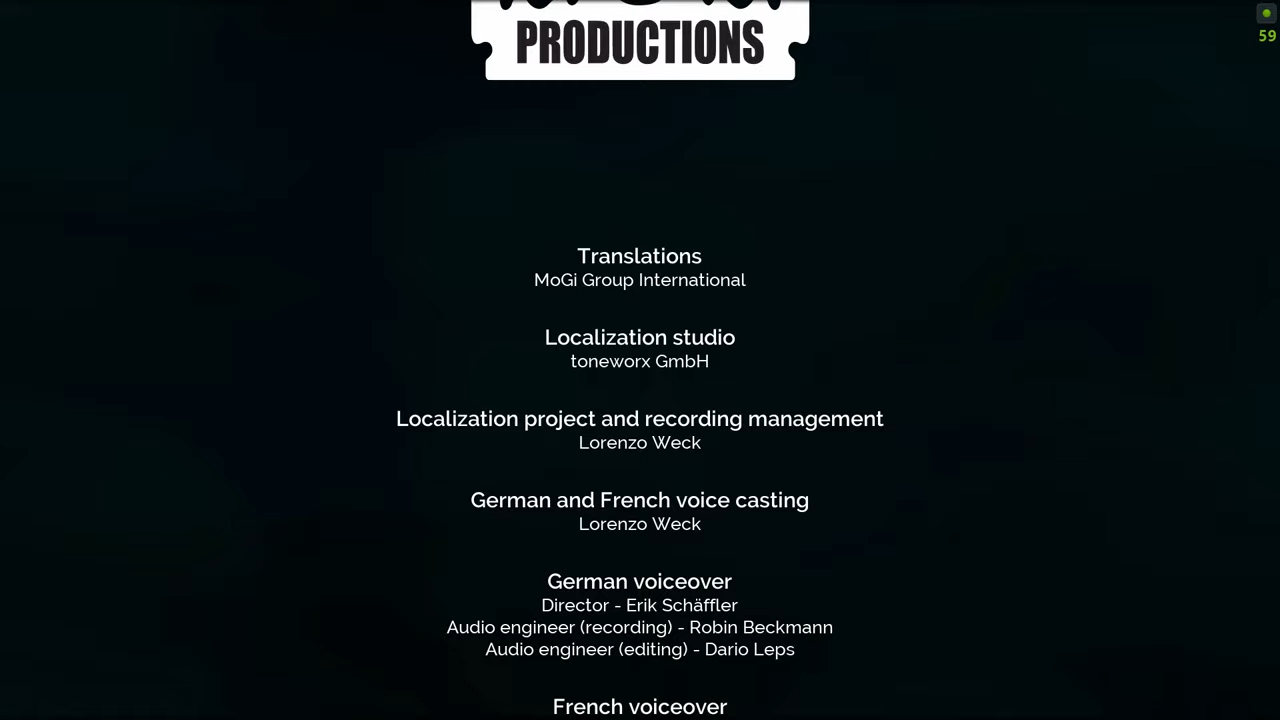 PRODUCTIONS
59
Translations
MoGi Group International
Localization studio
toneworx GmbH
Localization project and recording management
Lorenzo Weck
German and French voice casting
Lorenzo Weck
German voiceover
Director - Erik Schäffler
Audio engineer (recording) - Robin Beckmann
Audio engineer (editing) - Dario Leps
French voiceover